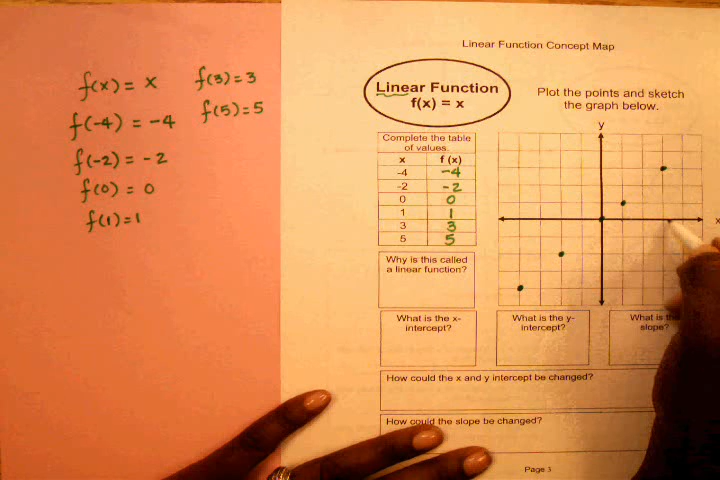 f(x) = x
f(-4) = -4
f(-2) = -2
f(0) = 0
f(1) = 1
f(3) = 3
f(5) = 5
Linear Function Concept Map
Linear Function
f(x) = x
Plot the points and sketch
the graph below.
Complete the table
of values.
x f (x)
-4 -4
-2 -2
0 0
1 1
3 3
5 5
y
x
Why is this called
a linear function?
What is the x-
intercept?
What is the y-
intercept?
What is
slope?
How could the x and y intercept be changed?
How could the slope be changed?
Page 3